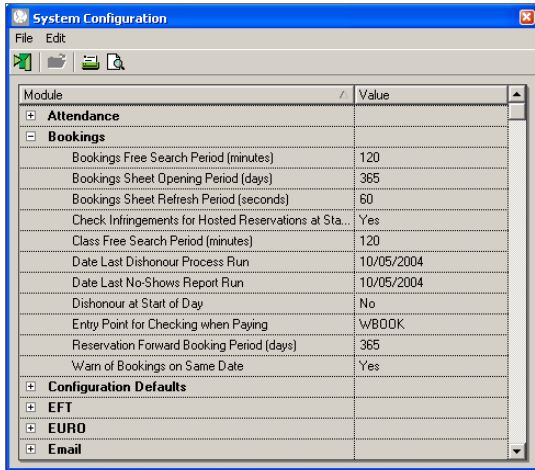 System Configuration
File Edit
Module Value
Attendance
Bookings
Bookings Free Search Period (minutes) 120
Bookings Sheet Opening Period (days) 365
Bookings Sheet Refresh Period (seconds) 60
Check Infringements for Hosted Reservations at Sta... Yes
Class Free Search Period (minutes) 120
Date Last Dishonour Process Run 10/05/2004
Date Last No-Shows Report Run 10/05/2004
Dishonour at Start of Day No
Entry Point for Checking when Paying WBOOK
Reservation Forward Booking Period (days) 365
Warn of Bookings on Same Date Yes
Configuration Defaults
EFT
EURO
Email